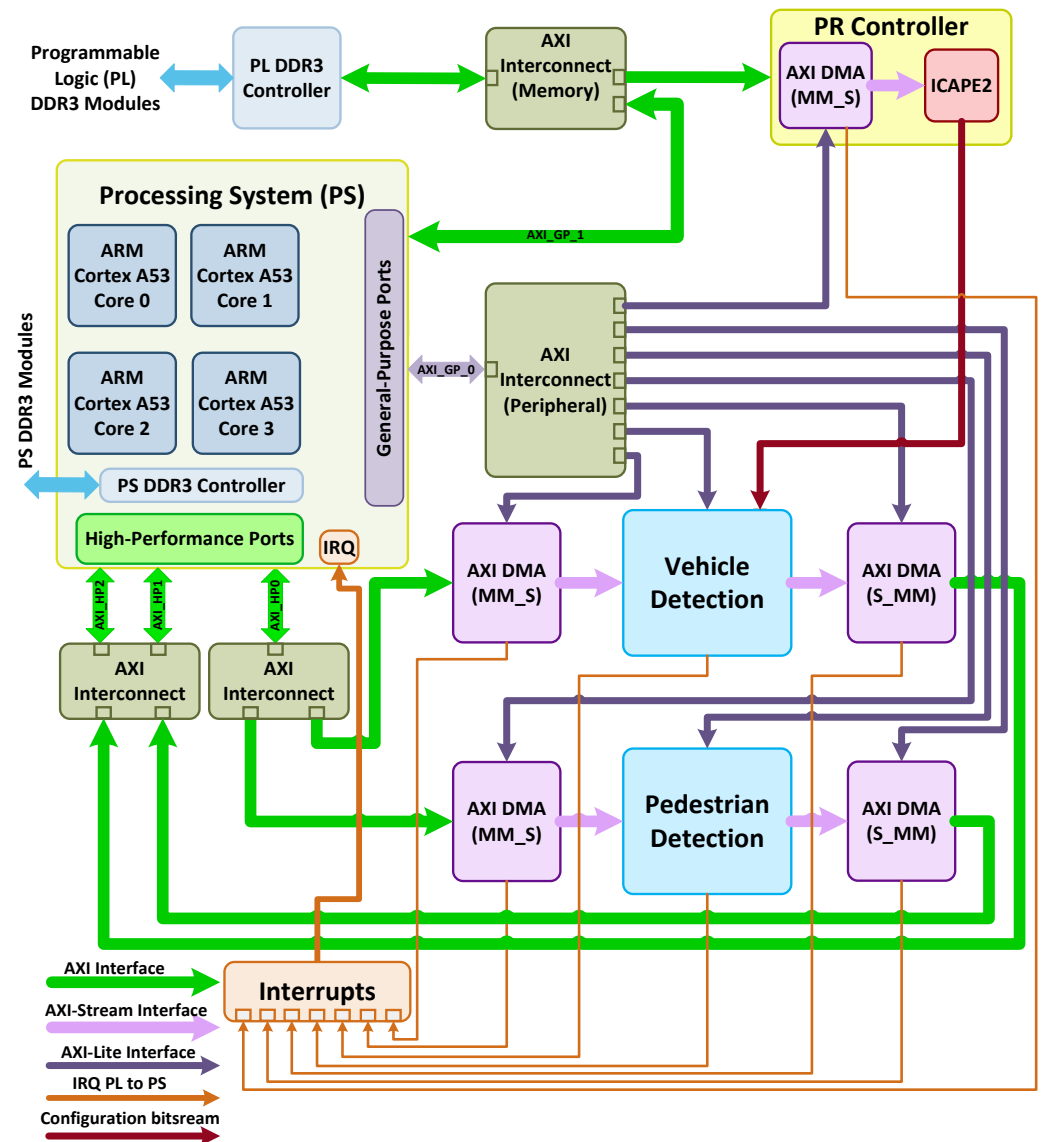 Programmable
Logic (PL)
DDR3 Modules
PL DDR3
Controller
AXI
Interconnect
(Memory)
PR Controller
AXI DMA
(MM_S)
ICAPE2
Processing System (PS)
ARM
Cortex A53
Core 0
ARM
Cortex A53
Core 1
ARM
Cortex A53
Core 2
ARM
Cortex A53
Core 3
General-Purpose Ports
AXI_GP_1
AXI_GP_0
AXI
Interconnect
(Peripheral)
PS DDR3 Modules
PS DDR3 Controller
High-Performance Ports
IRQ
AXI_HP2
AXI_HP1
AXI_HP0
AXI
Interconnect
AXI
Interconnect
AXI DMA
(MM_S)
Vehicle
Detection
AXI DMA
(S_MM)
AXI DMA
(MM_S)
Pedestrian
Detection
AXI DMA
(S_MM)
Interrupts
AXI Interface
AXI-Stream Interface
AXI-Lite Interface
IRQ PL to PS
Configuration bitsream